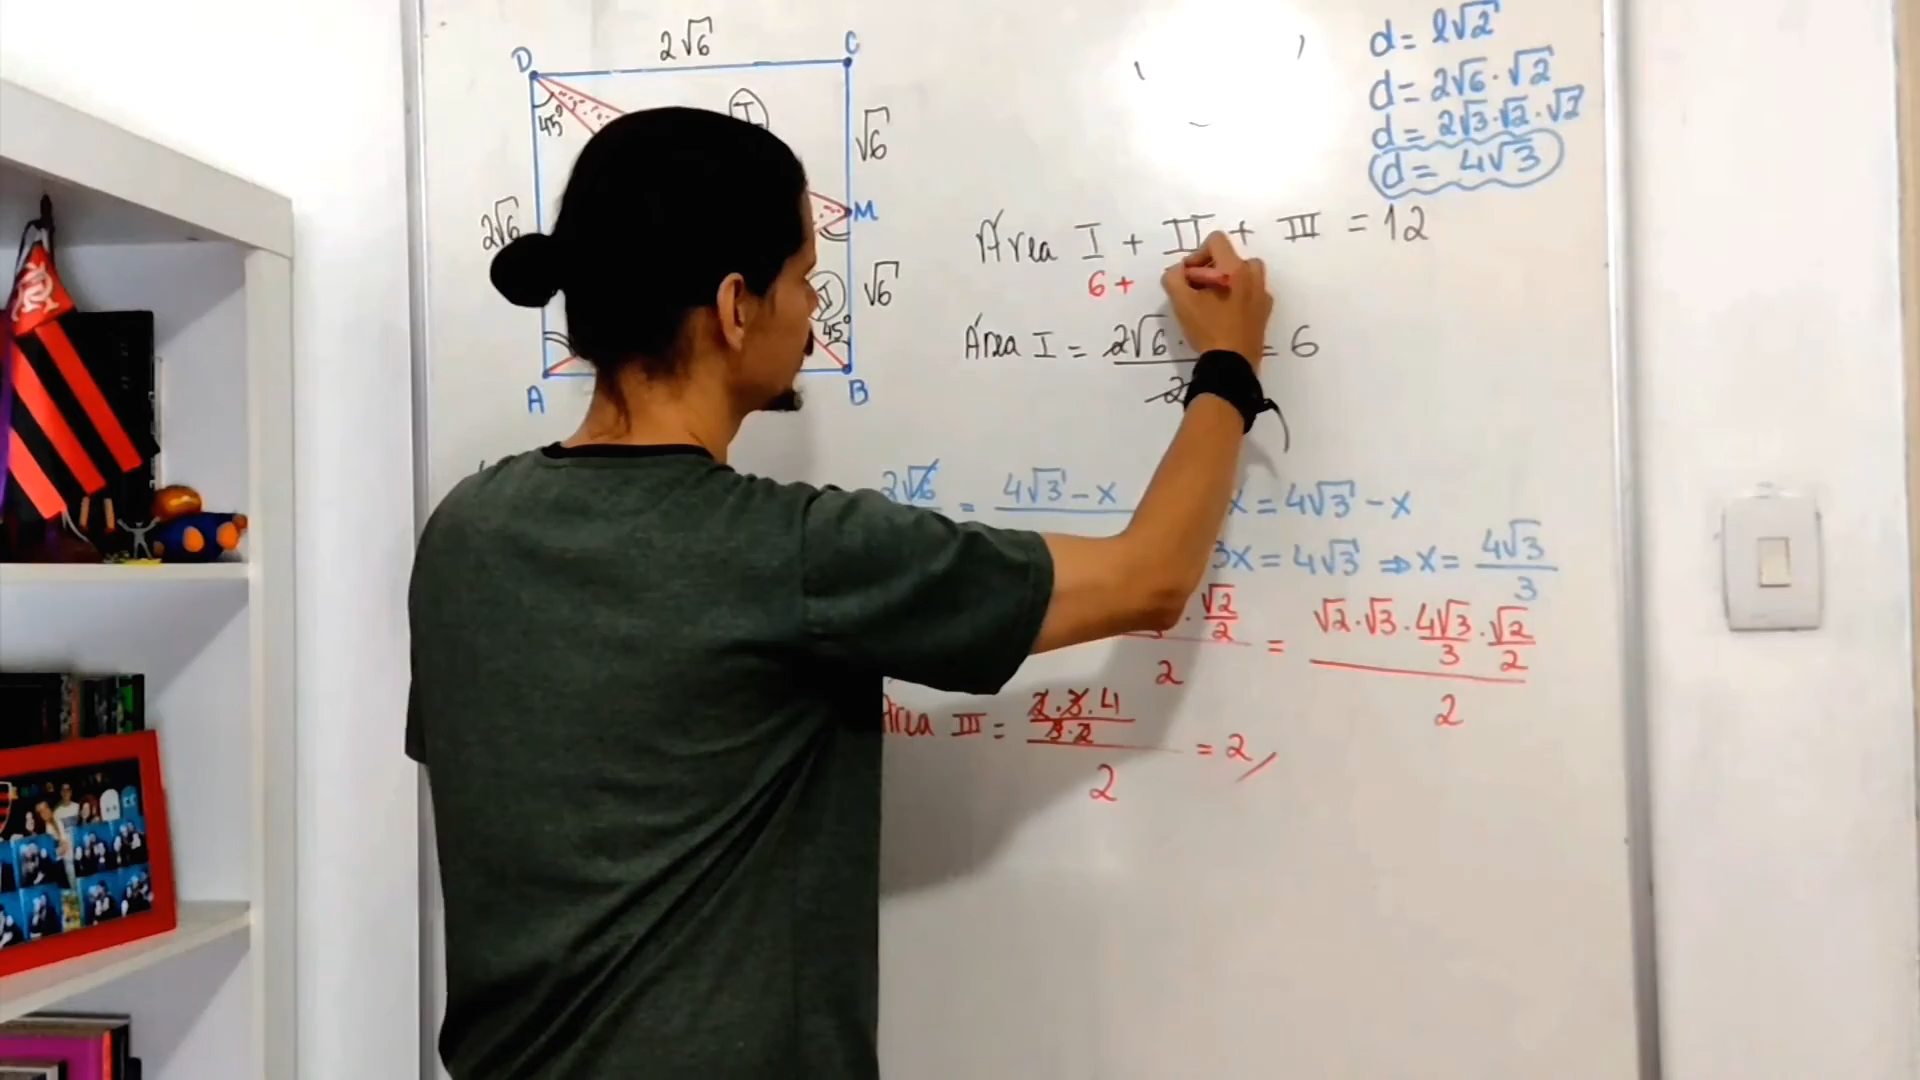 2√6
D
C
45°
I
√6
2√6
M
√6
45°
A
B
d = l√2
d = 2√6 · √2
d = 2√3 · √2 · √2
d = 4√3
Área I + II + III = 12
6 +
Área I = 2√6 · / 2 = 6
2√6 = 4√3 - x
x = 4√3 - x
3x = 4√3 ⇒ x = 4√3 / 3
· √2/2 / 2 = √2 · √3 · 4√3/3 · √2/2 / 2
Área III = 2 · 3 · 4 / 3 · 2 / 2 = 2